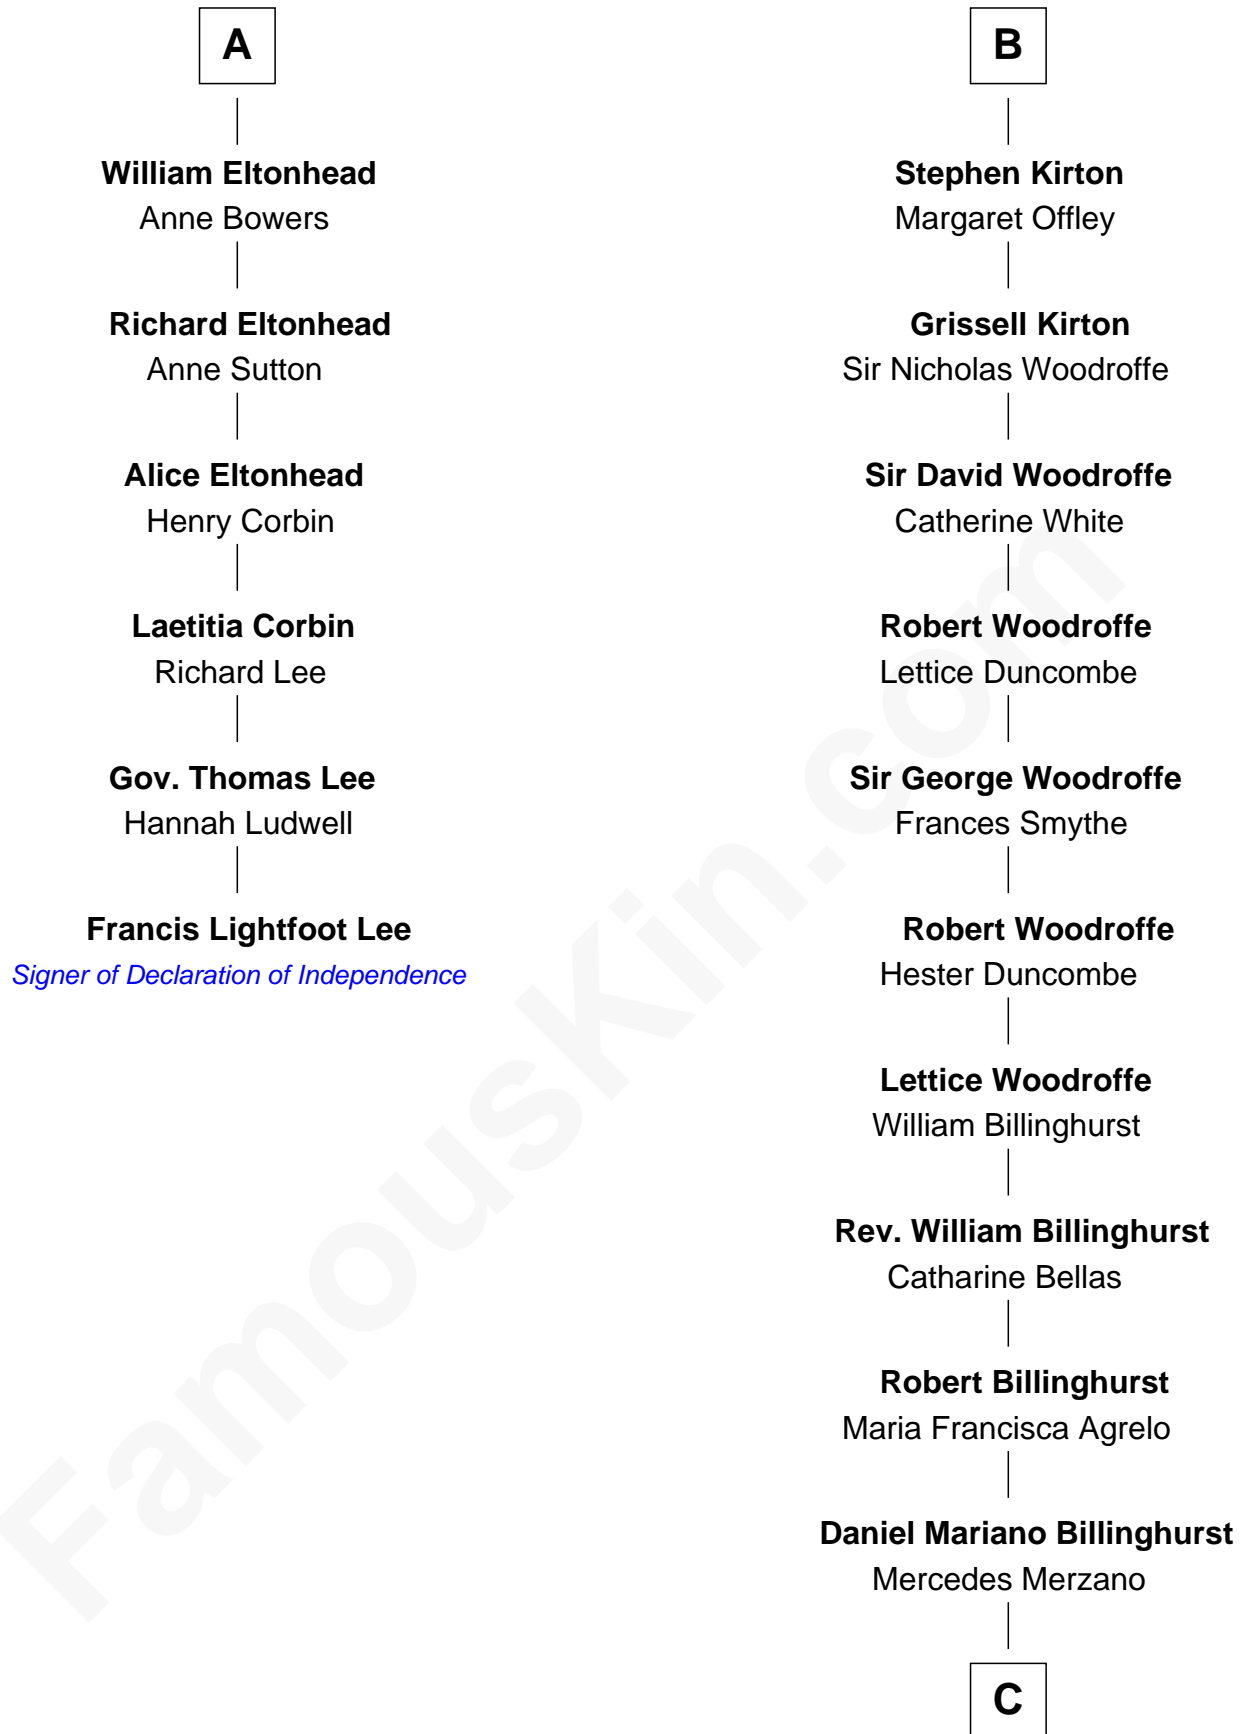 A
William Eltonhead
Anne Bowers
Richard Eltonhead
Anne Sutton
Alice Eltonhead
Henry Corbin
Laetitia Corbin
Richard Lee
Gov. Thomas Lee
Hannah Ludwell
Francis Lightfoot Lee
Signer of Declaration of Independence
B
Stephen Kirton
Margaret Offley
Grissell Kirton
Sir Nicholas Woodroffe
Sir David Woodroffe
Catherine White
Robert Woodroffe
Lettice Duncombe
Sir George Woodroffe
Frances Smythe
Robert Woodroffe
Hester Duncombe
Lettice Woodroffe
William Billinghurst
Rev. William Billinghurst
Catharine Bellas
Robert Billinghurst
Maria Francisca Agrelo
Daniel Mariano Billinghurst
Mercedes Merzano
C
FamousKin.com